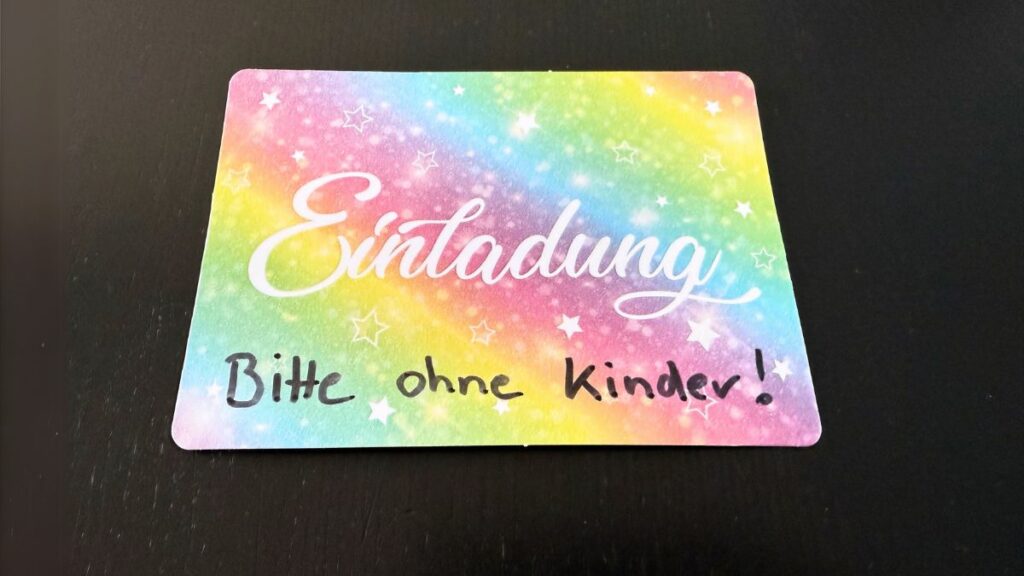 Einladung
Bitte ohne Kinder!